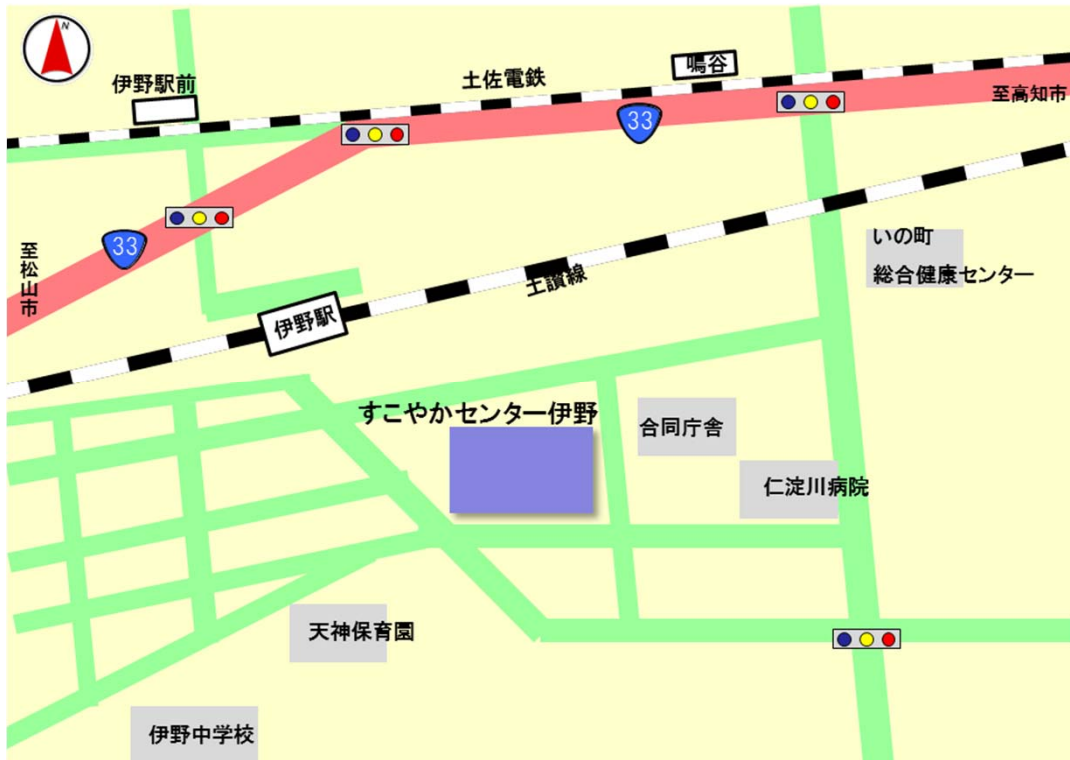 N
鳴谷
伊野駅前
土佐電鉄
至高知市
33
33
至松山市
いの町
総合健康センター
土讃線
伊野駅
すこやかセンター伊野
合同庁舎
仁淀川病院
天神保育園
伊野中学校